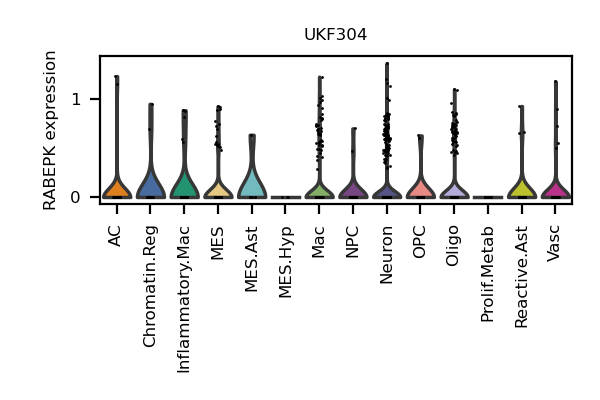 UKF304
RABEPK expression
1
0
AC
Chromatin.Reg
Inflammatory.Mac
MES
MES.Ast
MES.Hyp
Mac
NPC
Neuron
OPC
Oligo
Prolif.Metab
Reactive.Ast
Vasc